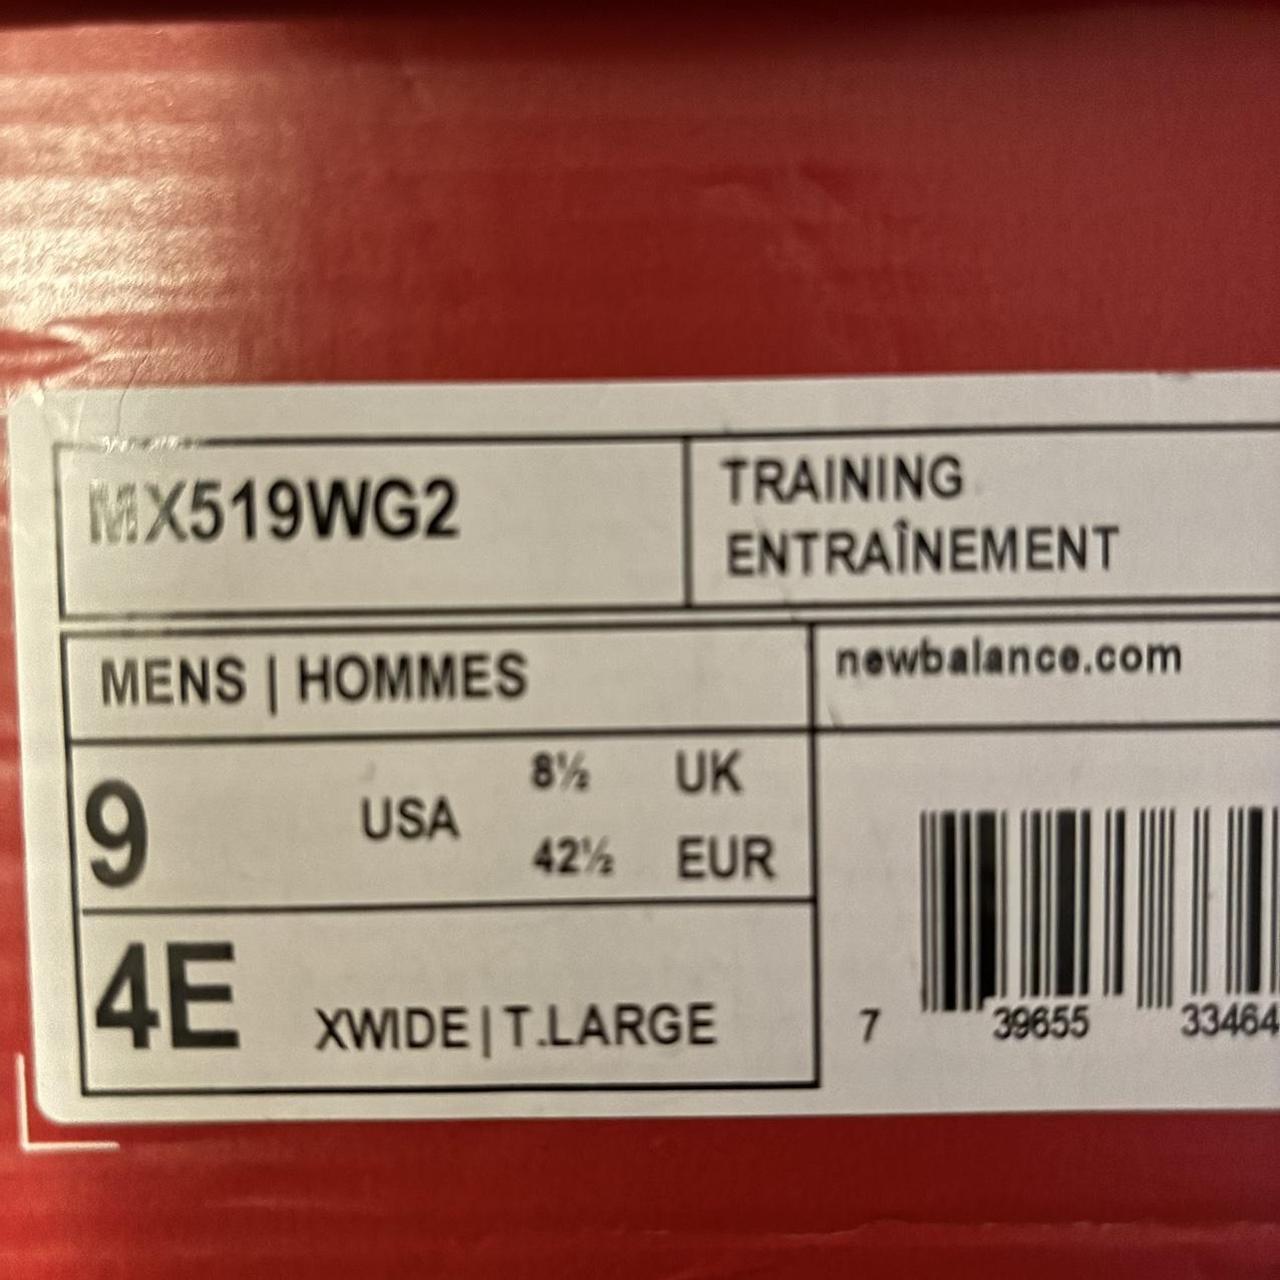 MX519WG2
TRAINING
ENTRAÎNEMENT
MENS | HOMMES
newbalance.com
9 USA 8½ UK
42½ EUR
4E XWIDE | T.LARGE
7 39655 33464